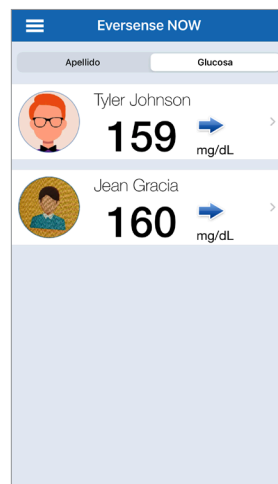 Eversense NOW
Apellido Glucosa
Tyler Johnson
159
mg/dL
Jean Gracia
160
mg/dL